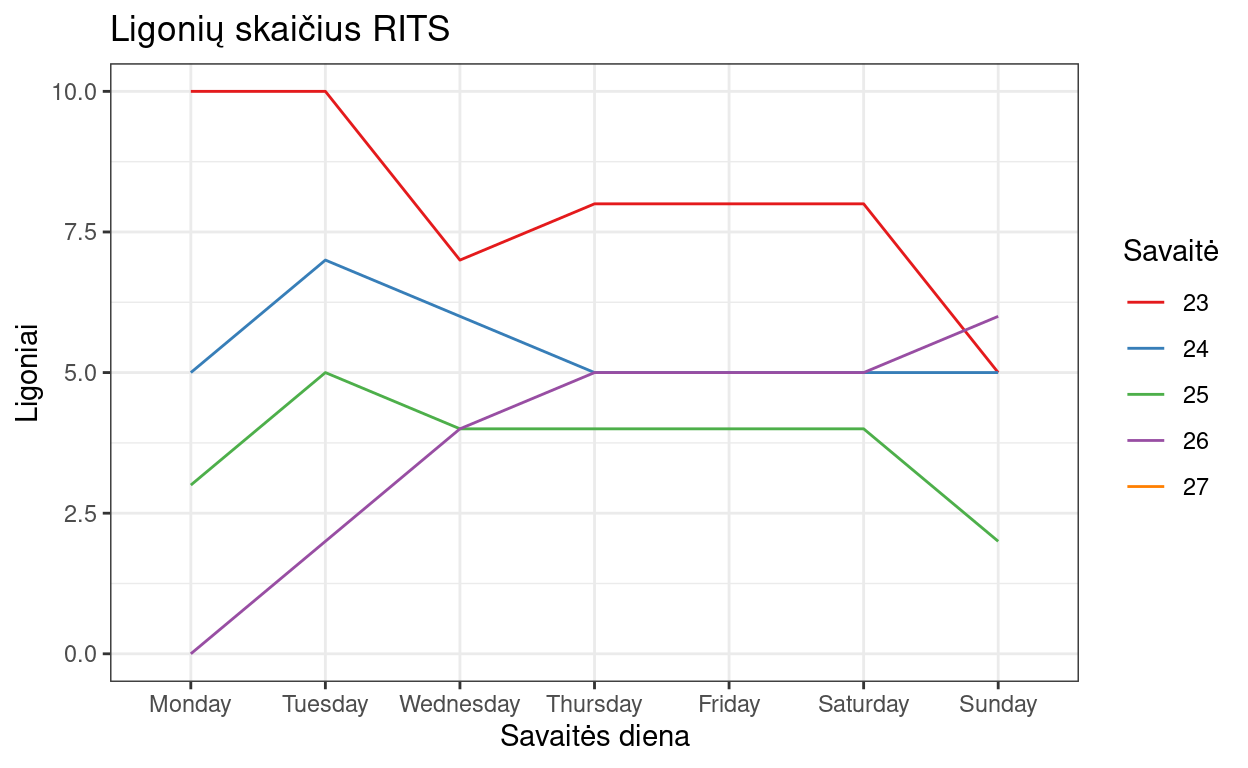 Ligonių skaičius RITS
10.0
7.5
5.0
2.5
0.0
Ligoniai
Monday Tuesday Wednesday Thursday Friday Saturday Sunday
Savaitės diena
Savaitė
23
24
25
26
27